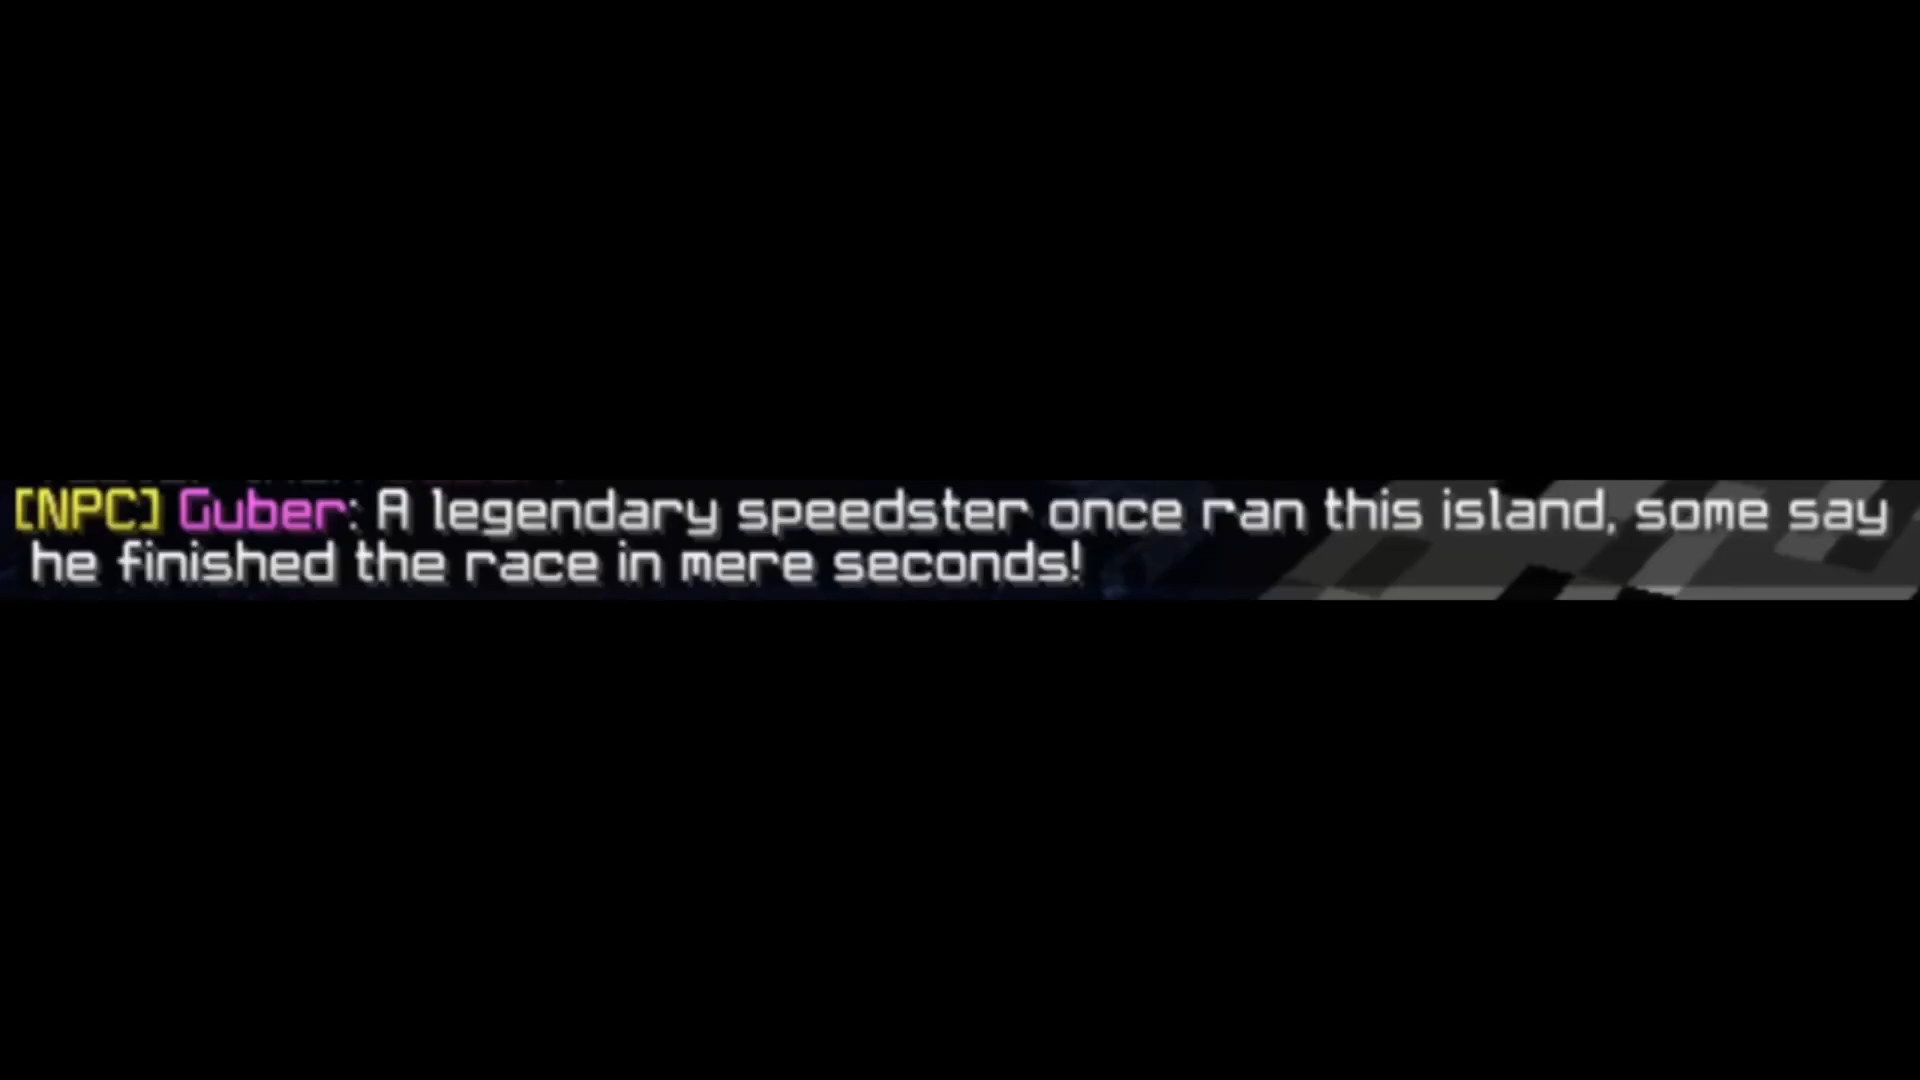 [NPC] Guber: A legendary speedster once ran this island, some say
he finished the race in mere seconds!